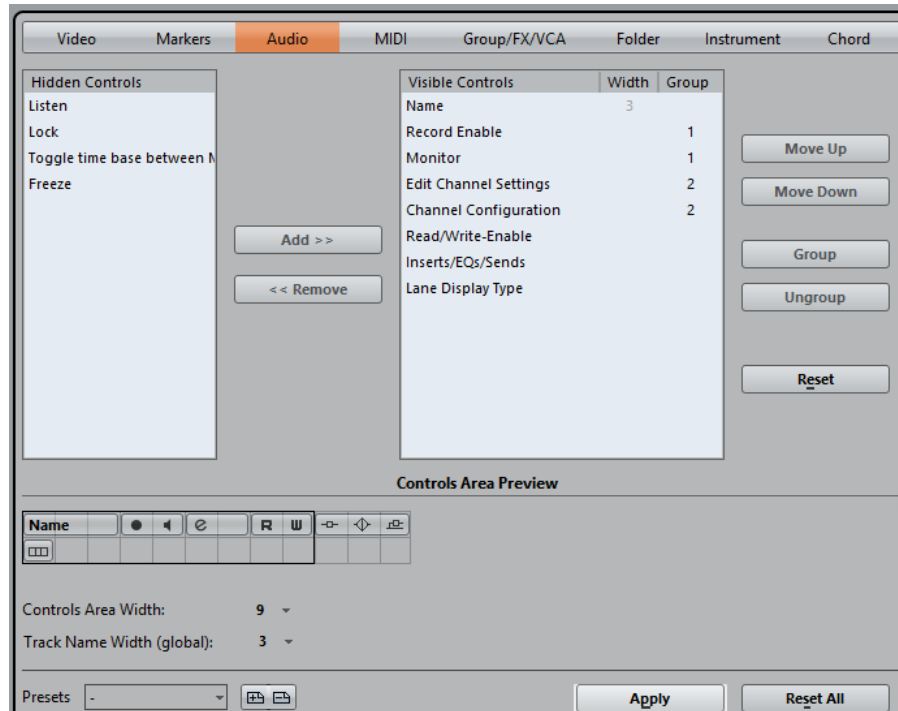 Video Markers Audio MIDI Group/FX/VCA Folder Instrument Chord
Hidden Controls
Listen
Lock
Toggle time base between
Freeze
Add >>
<< Remove
Visible Controls Width Group
Name 3
Record Enable 1
Monitor 1
Edit Channel Settings 2
Channel Configuration 2
Read/Write-Enable
Inserts/EQs/Sends
Lane Display Type
Move Up
Move Down
Group
Ungroup
Reset
Controls Area Preview
Name e R W
Controls Area Width: 9
Track Name Width (global): 3
Presets - Apply Reset All